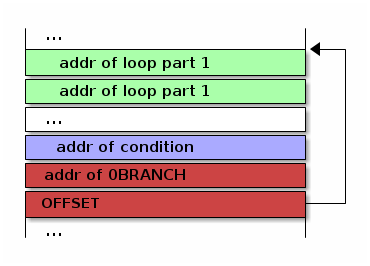 ...
addr of loop part 1
addr of loop part 1
...
addr of condition
addr of 0BRANCH
OFFSET
...